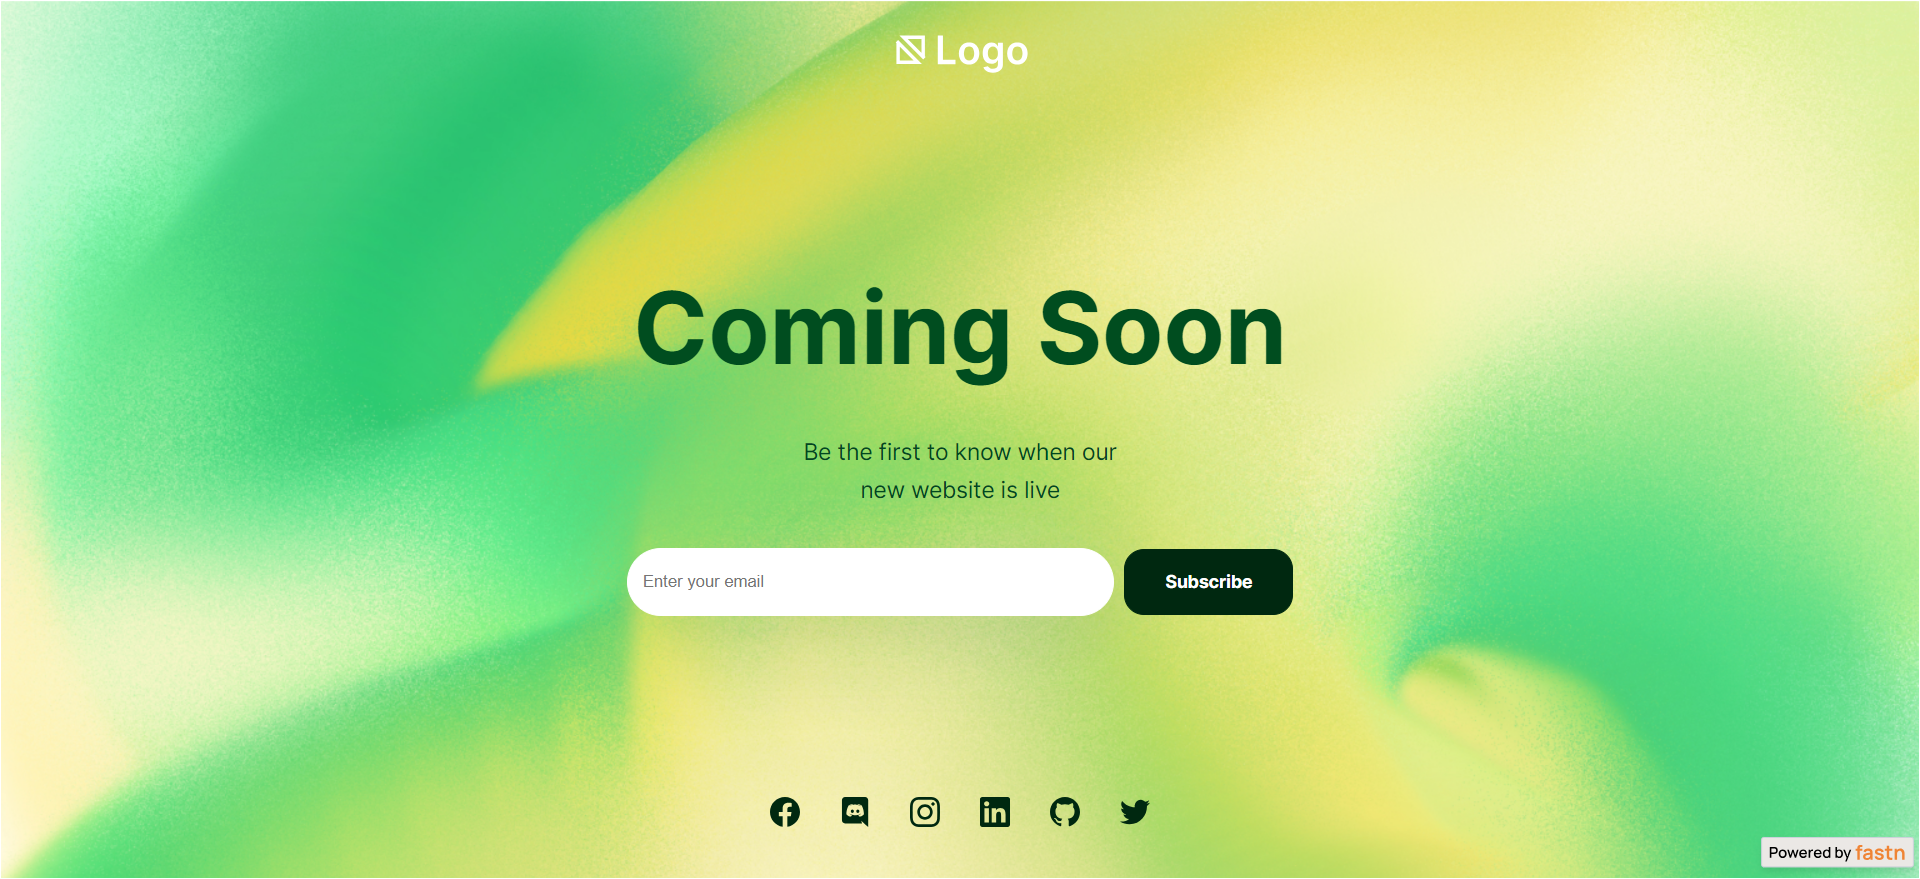 Logo
Coming Soon
Be the first to know when our
new website is live
Enter your email
Subscribe
Powered by fastn